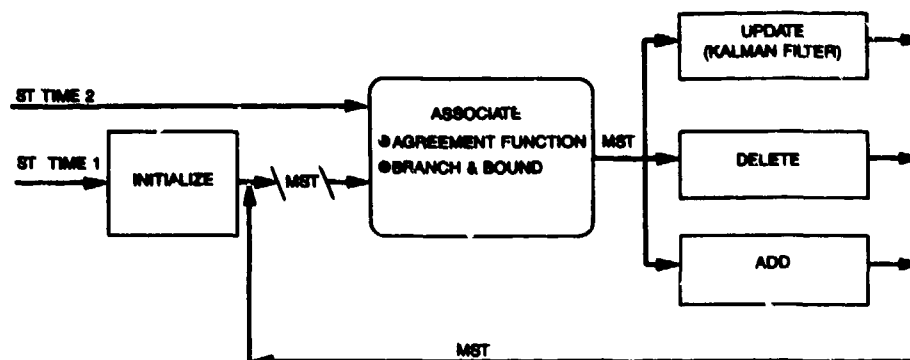 UPDATE
(KALMAN FILTER)
ST TIME 2
ASSOCIATE
AGREEMENT FUNCTION
BRANCH & BOUND
MST
DELETE
ST TIME 1
INITIALIZE
MST
ADD
MST